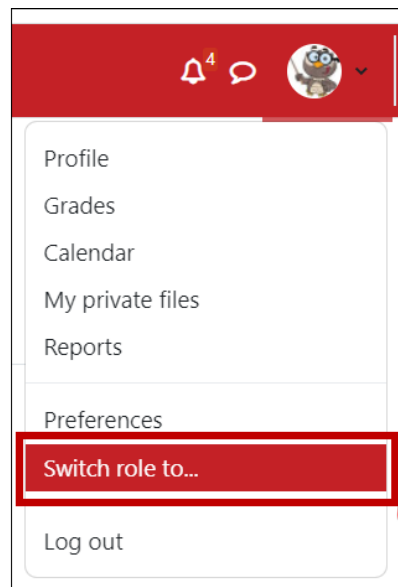 4
Profile
Grades
Calendar
My private files
Reports
Preferences
Switch role to...
Log out